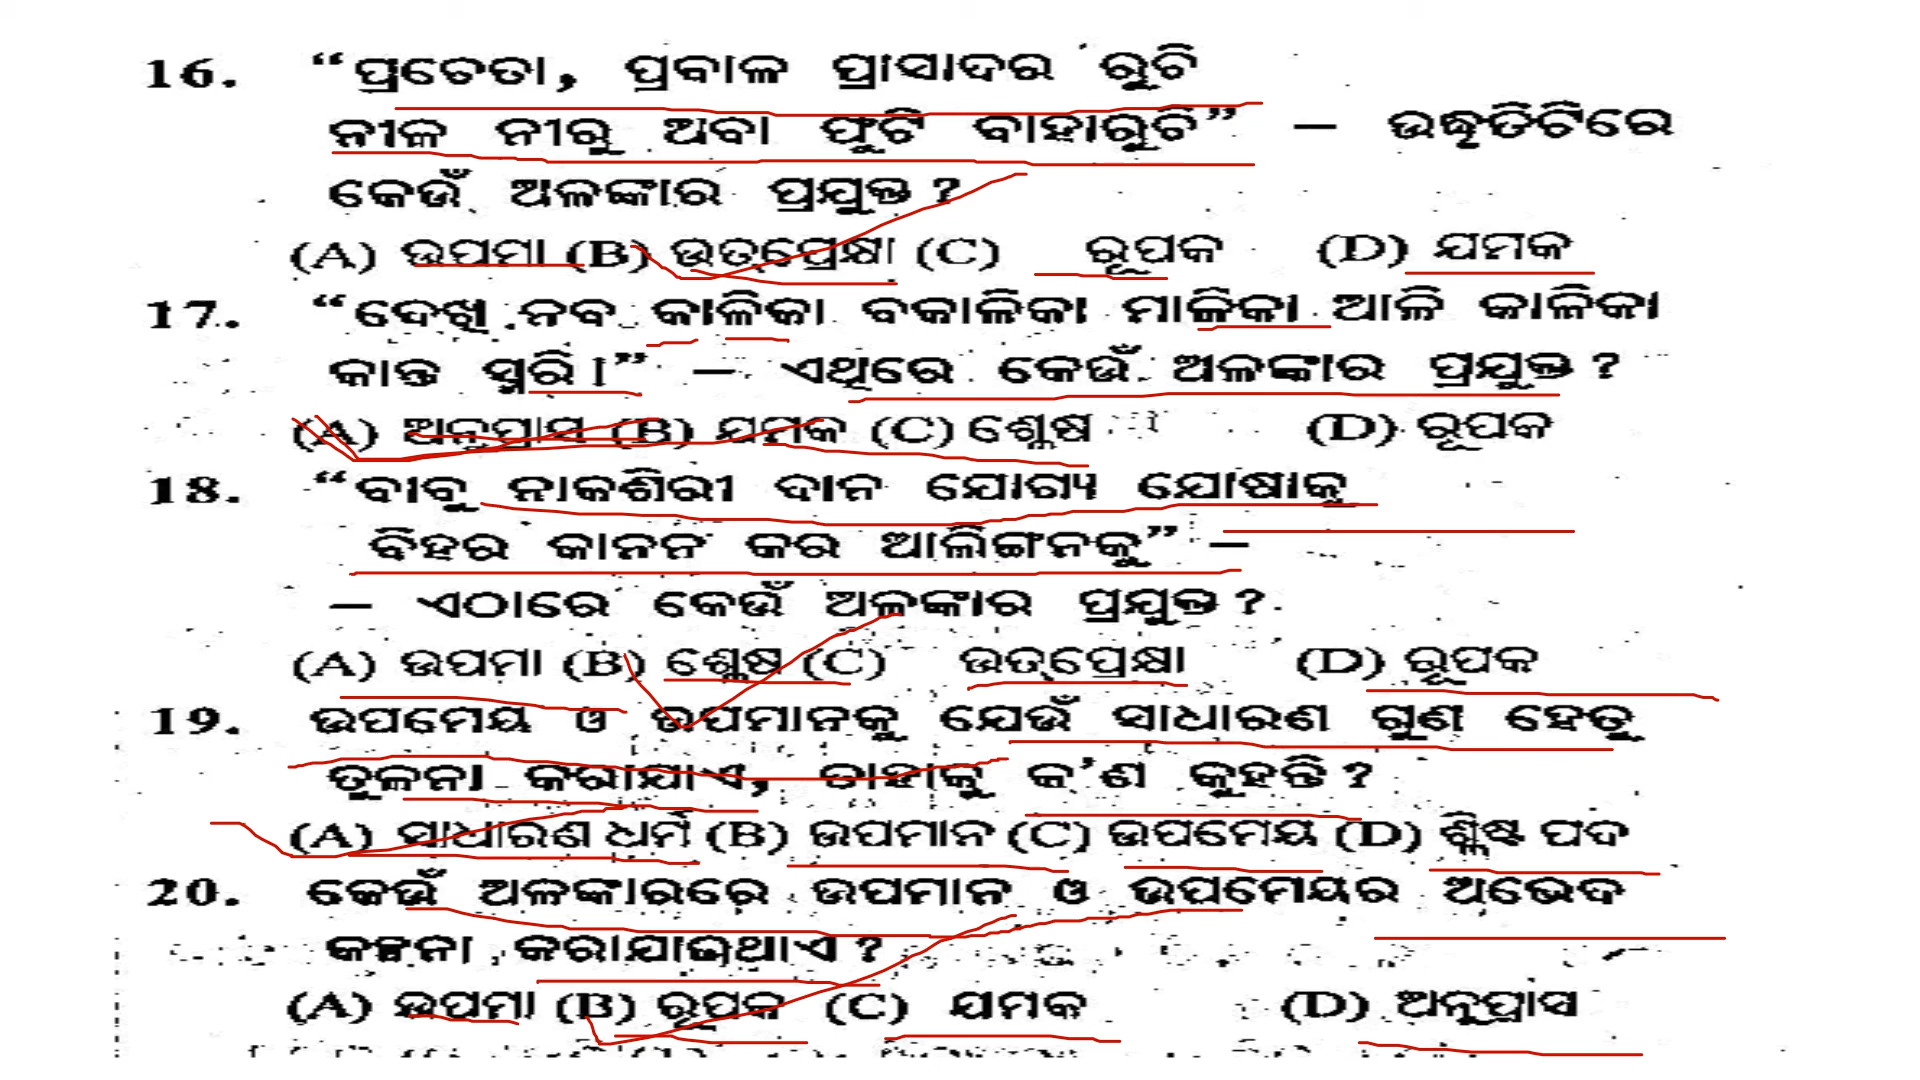 16. “ପ୍ରଚେତା, ପ୍ରବାଳ ପ୍ରାସାଦର ରୁଚି
ନୀଳ ନୀରୁ ଅବା ଫୁଟି ବାହାରୁଚି” – ଉଦ୍ଧୃତିଟିରେ
କେଉଁ ଅଳଙ୍କାର ପ୍ରଯୁକ୍ତ ?
(A) ଉପମା (B) ଉତ୍ପ୍ରେକ୍ଷା (C) ରୂପକ (D) ଯମକ
17. “ଦେଖି ନବ କାଳିକା ବକାଳିକା ମାଳିକା ଆଳି କାଳିକା
କାନ୍ତ ସ୍ମରି ।” – ଏଥିରେ କେଉଁ ଅଳଙ୍କାର ପ୍ରଯୁକ୍ତ ?
(A) ଅନୁପ୍ରାସ (B) ଯମକ (C) ଶ୍ଳେଷ (D) ରୂପକ
18. “ବାବୁ ନାକଶିରୀ ଦାନ ଯୋଗ୍ୟ ଯୋଷାକୁ
ବିହର କାନନ କର ଆଲିଙ୍ଗନକୁ” –
– ଏଠାରେ କେଉଁ ଅଳଙ୍କାର ପ୍ରଯୁକ୍ତ ?
(A) ଉପମା (B) ଶ୍ଳେଷ (C) ଉତ୍ପ୍ରେକ୍ଷା (D) ରୂପକ
19. ଉପମେୟ ଓ ଉପମାନକୁ ଯେଉଁ ସାଧାରଣ ଗୁଣ ହେତୁ
ତୁଳନା କରାଯାଏ, ତାହାକୁ କ’ଣ କୁହନ୍ତି ?
(A) ସାଧାରଣ ଧର୍ମ (B) ଉପମାନ (C) ଉପମେୟ (D) ଶ୍ଳିଷ୍ଟ ପଦ
20. କେଉଁ ଅଳଙ୍କାରରେ ଉପମାନ ଓ ଉପମେୟର ଅଭେଦ
କଳ୍ପନା କରାଯାଇଥାଏ ?
(A) ଉପମା (B) ରୂପକ (C) ଯମକ (D) ଅନୁପ୍ରାସ